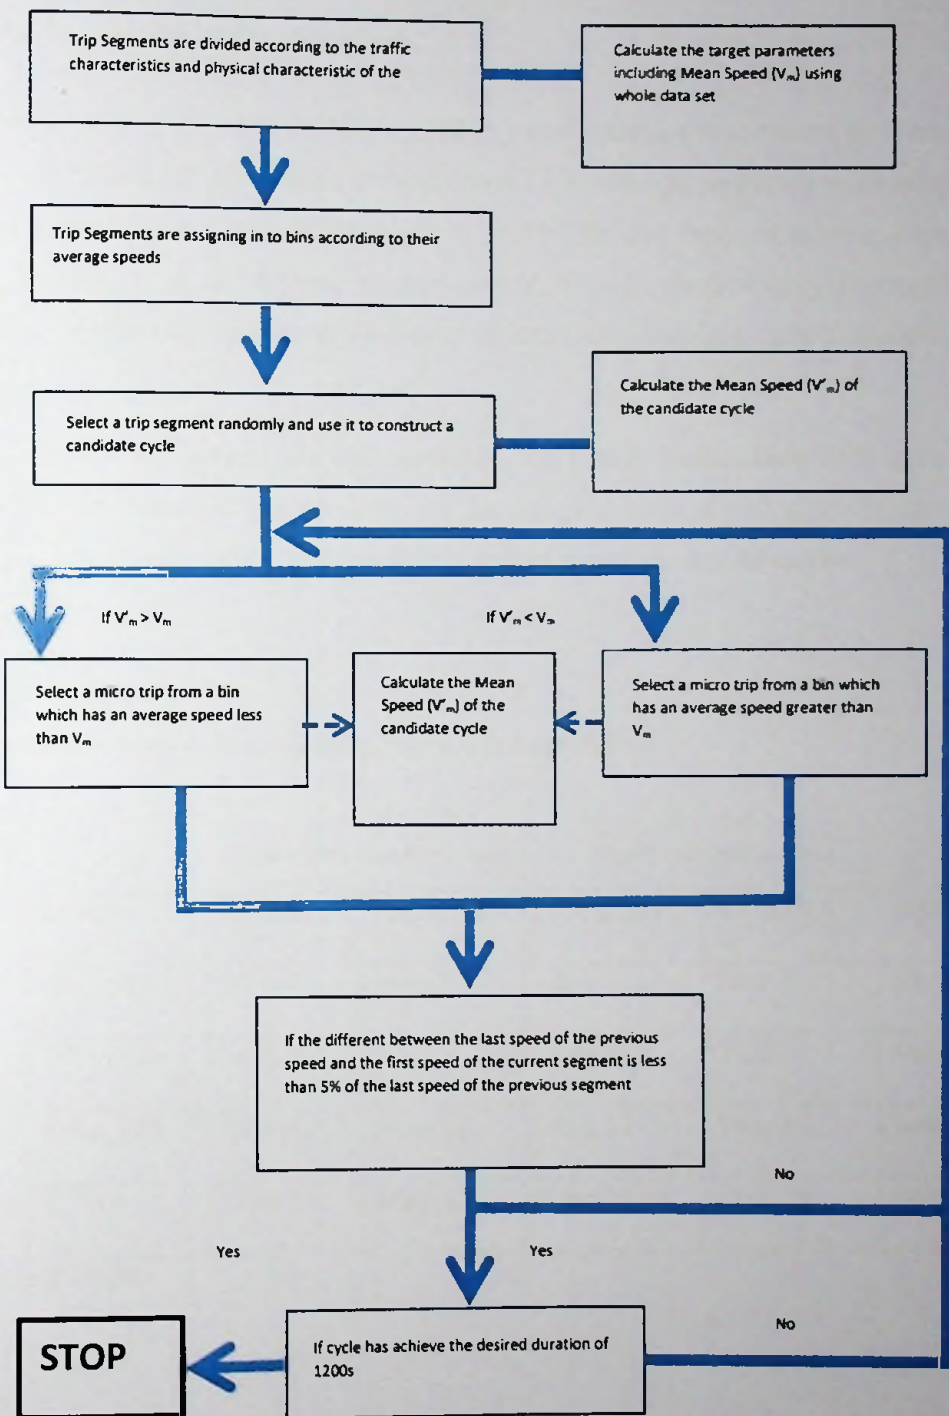 Trip Segments are divided according to the traffic
characteristics and physical characteristic of the
Calculate the target parameters
including Mean Speed (Vₘ) using
whole data set
Trip Segments are assigning in to bins according to their
average speeds
Calculate the Mean Speed (V'ₘ) of
the candidate cycle
Select a trip segment randomly and use it to construct a
candidate cycle
If V'ₘ > Vₘ
If V'ₘ < Vₘ
Select a micro trip from a bin
which has an average speed less
than Vₘ
Calculate the Mean
Speed (V'ₘ) of the
candidate cycle
Select a micro trip from a bin which
has an average speed greater than
Vₘ
If the different between the last speed of the previous
speed and the first speed of the current segment is less
than 5% of the last speed of the previous segment
No
Yes
Yes
No
If cycle has achieve the desired duration of
1200s
STOP